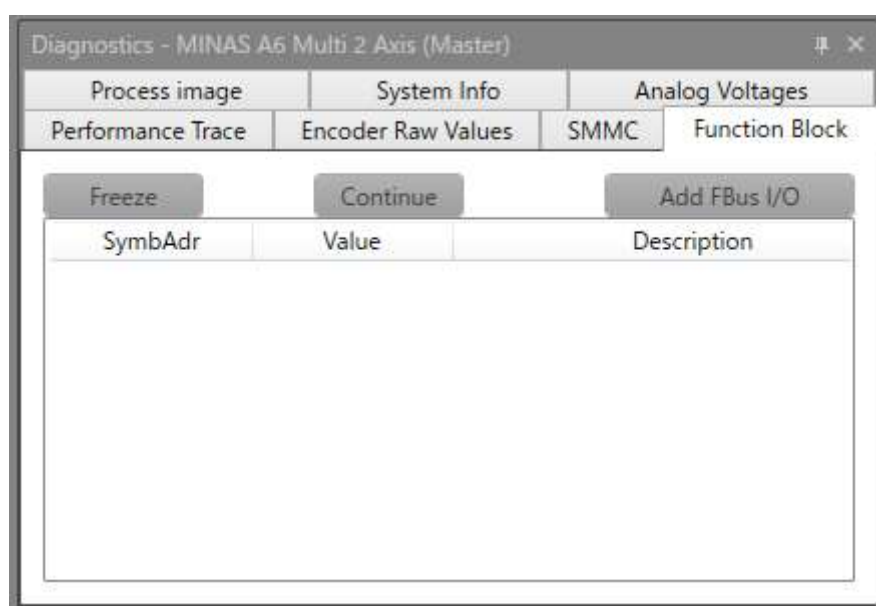 Diagnostics - MINAS A6 Multi 2 Axis (Master)
Process image System Info Analog Voltages
Performance Trace Encoder Raw Values SMMC Function Block
Freeze Continue Add FBus I/O
SymbAdr Value Description